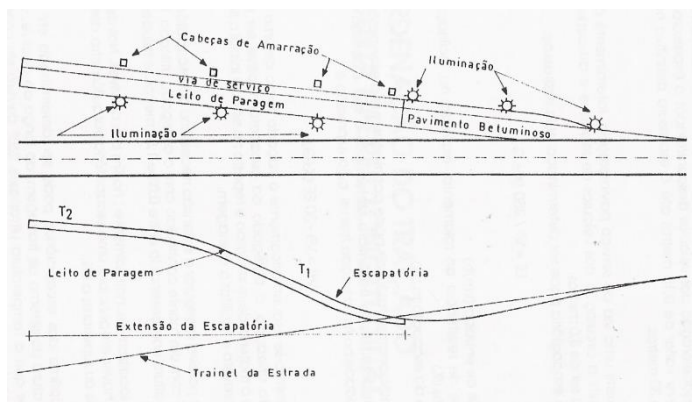 Cabeças de Amarração
Iluminação
via de serviço
Leito de Paragem
Pavimento Betuminoso
Iluminação
T2
Leito de Paragem
T1
Escapatória
Extensão da Escapatória
Trainel da Estrada